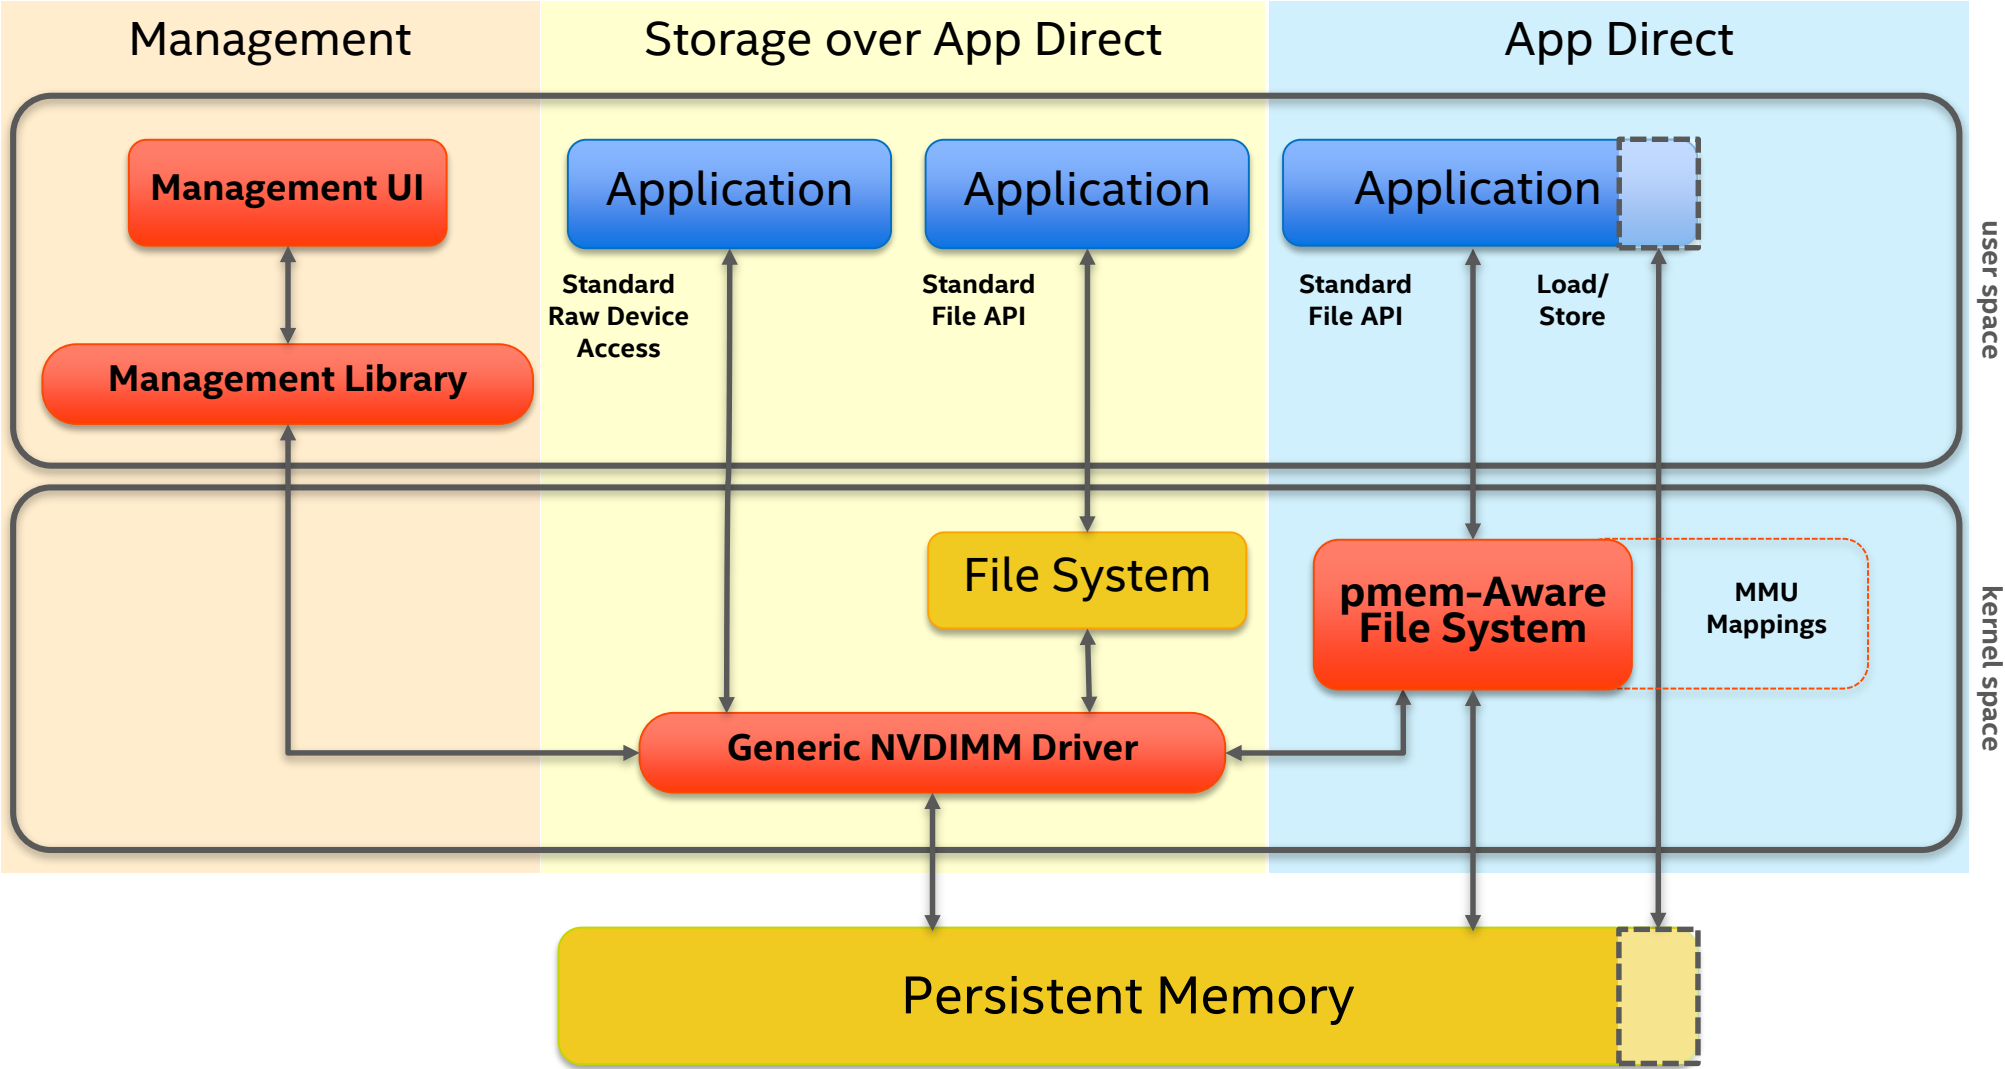 Management
Storage over App Direct
App Direct
Management UI
Application
Application
Application
Standard
Raw Device
Access
Standard
File API
Standard
File API
Load/
Store
user space
Management Library
File System
pmem-Aware
File System
MMU
Mappings
kernel space
Generic NVDIMM Driver
Persistent Memory